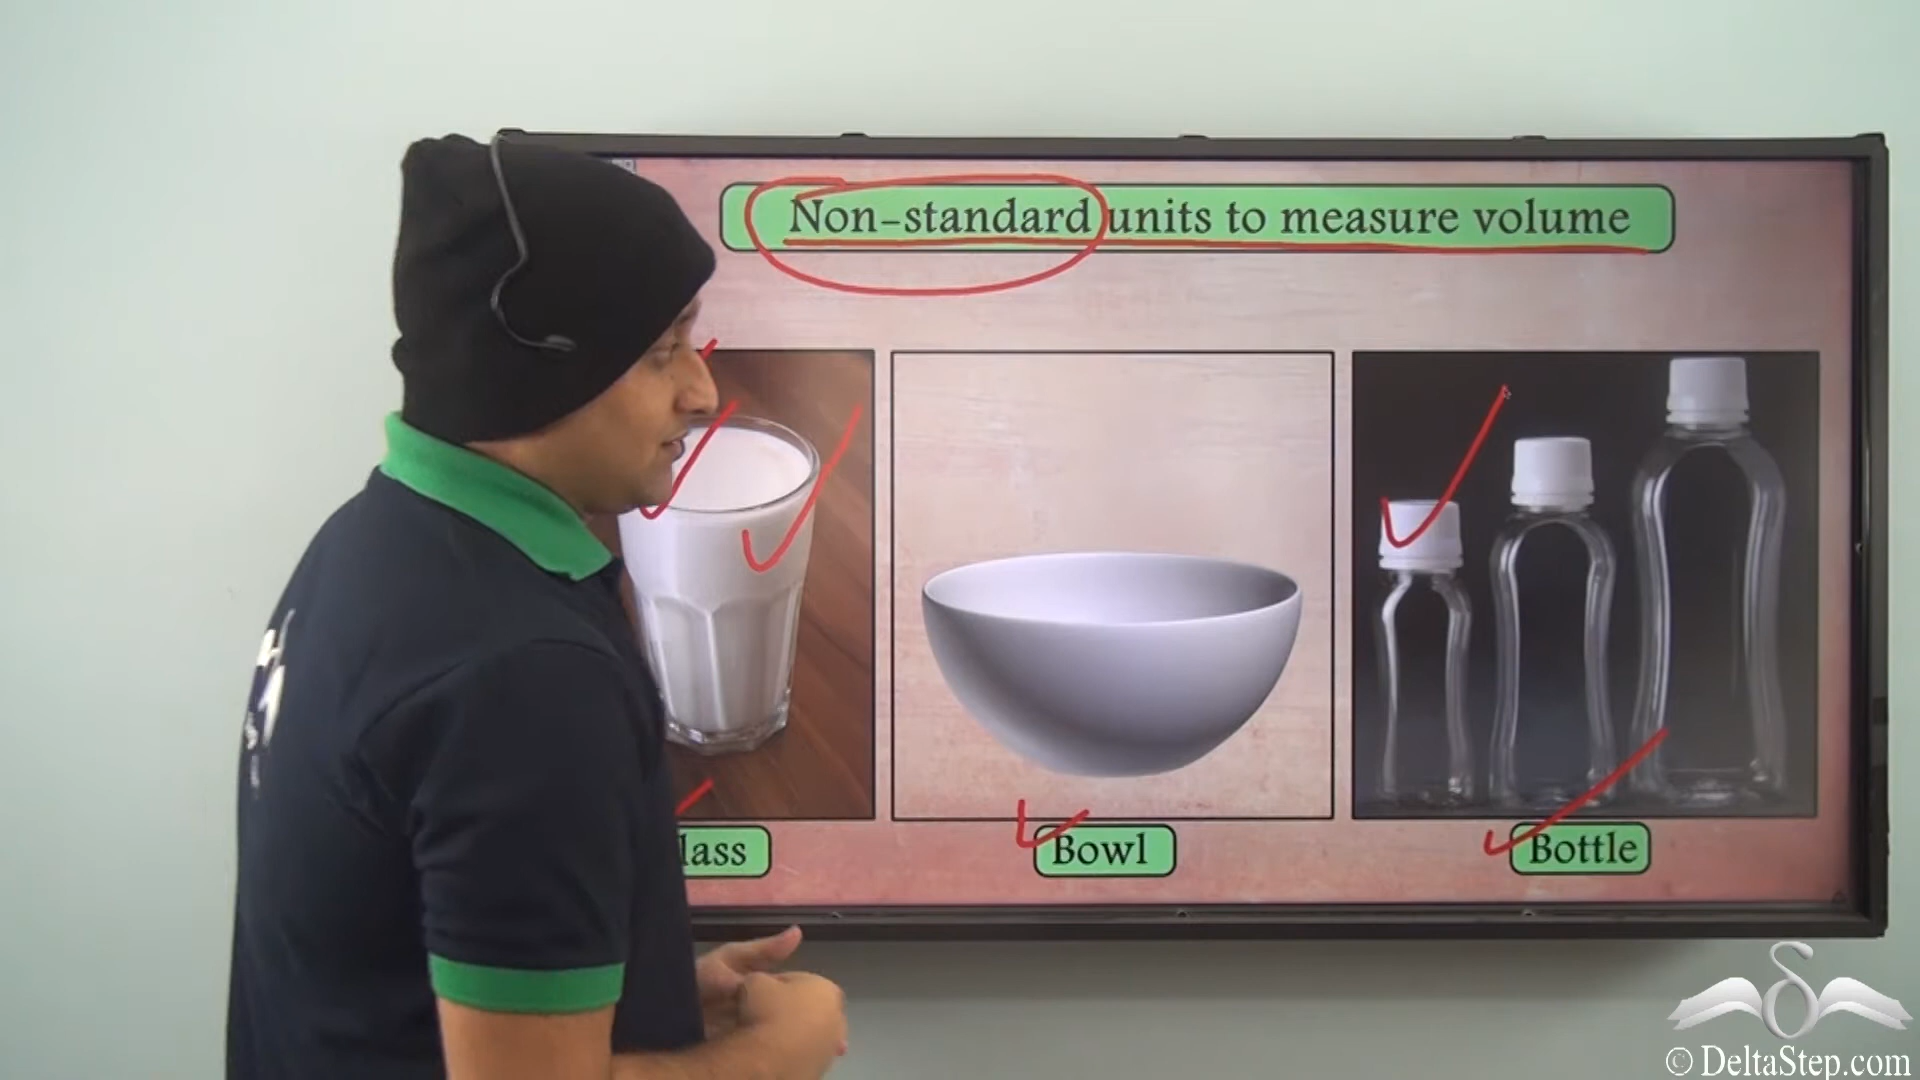 Non-standard units to measure volume
lass
Bowl
Bottle
© DeltaStep.com